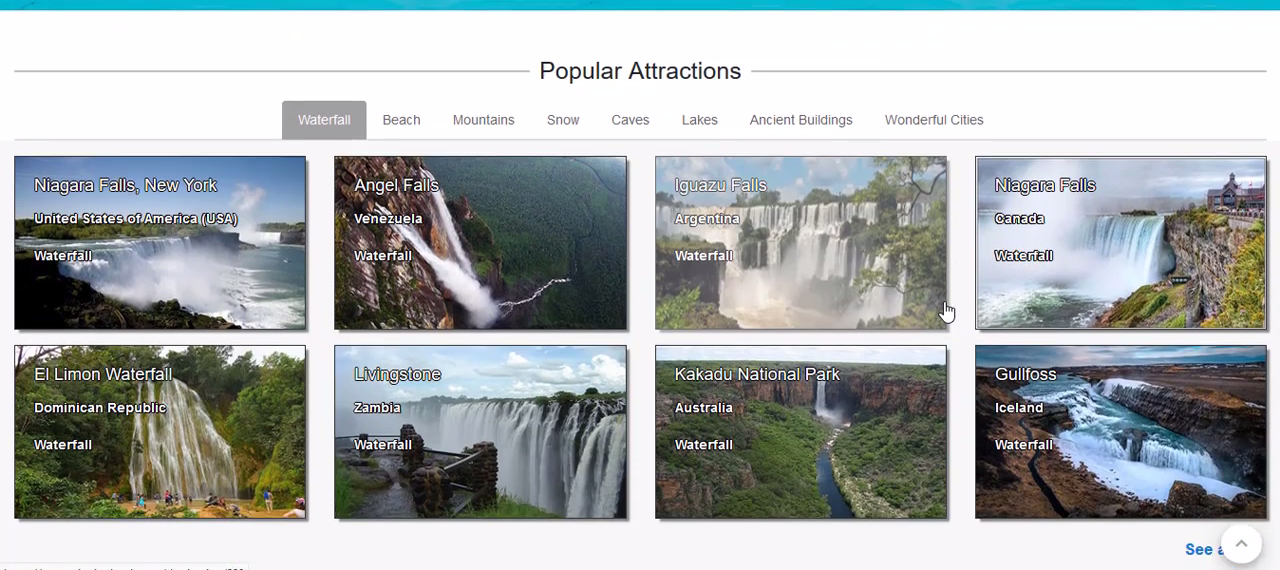 Popular Attractions
Waterfall Beach Mountains Snow Caves Lakes Ancient Buildings Wonderful Cities
Niagara Falls, New York
United States of America (USA)
Waterfall
Angel Falls
Venezuela
Waterfall
Iguazu Falls
Argentina
Waterfall
Niagara Falls
Canada
Waterfall
El Limon Waterfall
Dominican Republic
Waterfall
Livingstone
Zambia
Waterfall
Kakadu National Park
Australia
Waterfall
Gullfoss
Iceland
Waterfall
See